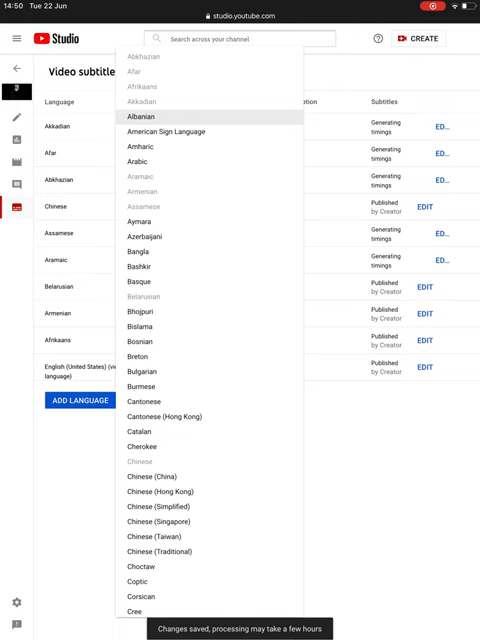 14:50 Tue 22 Jun
studio.youtube.com
Studio
Search across your channel
CREATE
Video subtitle
Language
ption
Subtitles
Akkadian
Generating
timings
ED...
Afar
Generating
timings
ED...
Abkhazian
Generating
timings
ED...
Chinese
Published
by Creator
EDIT
Assamese
Generating
timings
ED...
Aramaic
Generating
timings
ED...
Belarusian
Published
by Creator
EDIT
Armenian
Published
by Creator
EDIT
Afrikaans
Published
by Creator
EDIT
English (United States) (vi
language)
Published
by Creator
EDIT
ADD LANGUAGE
Abkhazian
Afar
Afrikaans
Akkadian
Albanian
American Sign Language
Amharic
Arabic
Aramaic
Armenian
Assamese
Aymara
Azerbaijani
Bangla
Bashkir
Basque
Belarusian
Bhojpuri
Bislama
Bosnian
Breton
Bulgarian
Burmese
Cantonese
Cantonese (Hong Kong)
Catalan
Cherokee
Chinese
Chinese (China)
Chinese (Hong Kong)
Chinese (Simplified)
Chinese (Singapore)
Chinese (Taiwan)
Chinese (Traditional)
Choctaw
Coptic
Corsican
Cree
Changes saved, processing may take a few hours